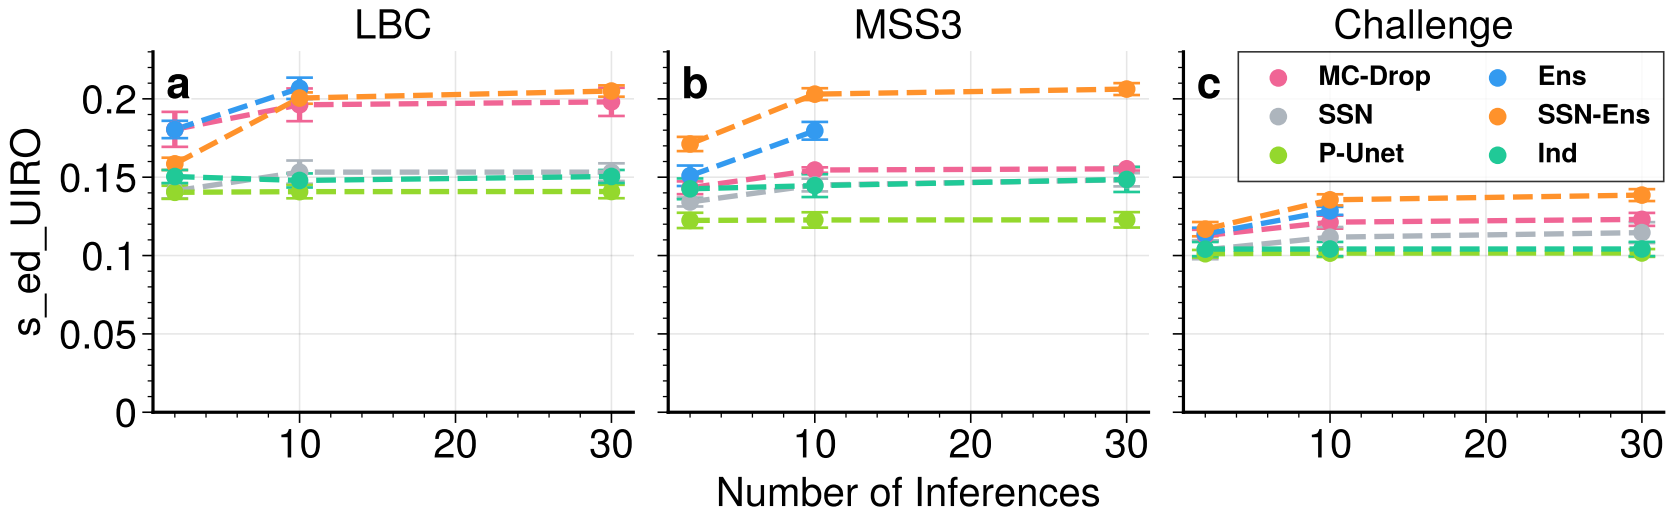 LBC MSS3 Challenge
a b c
MC-Drop Ens
SSN SSN-Ens
P-Unet Ind
s_ed_UIRO
0.2
0.15
0.1
0.05
0
10 20 30 10 20 30 10 20 30
Number of Inferences